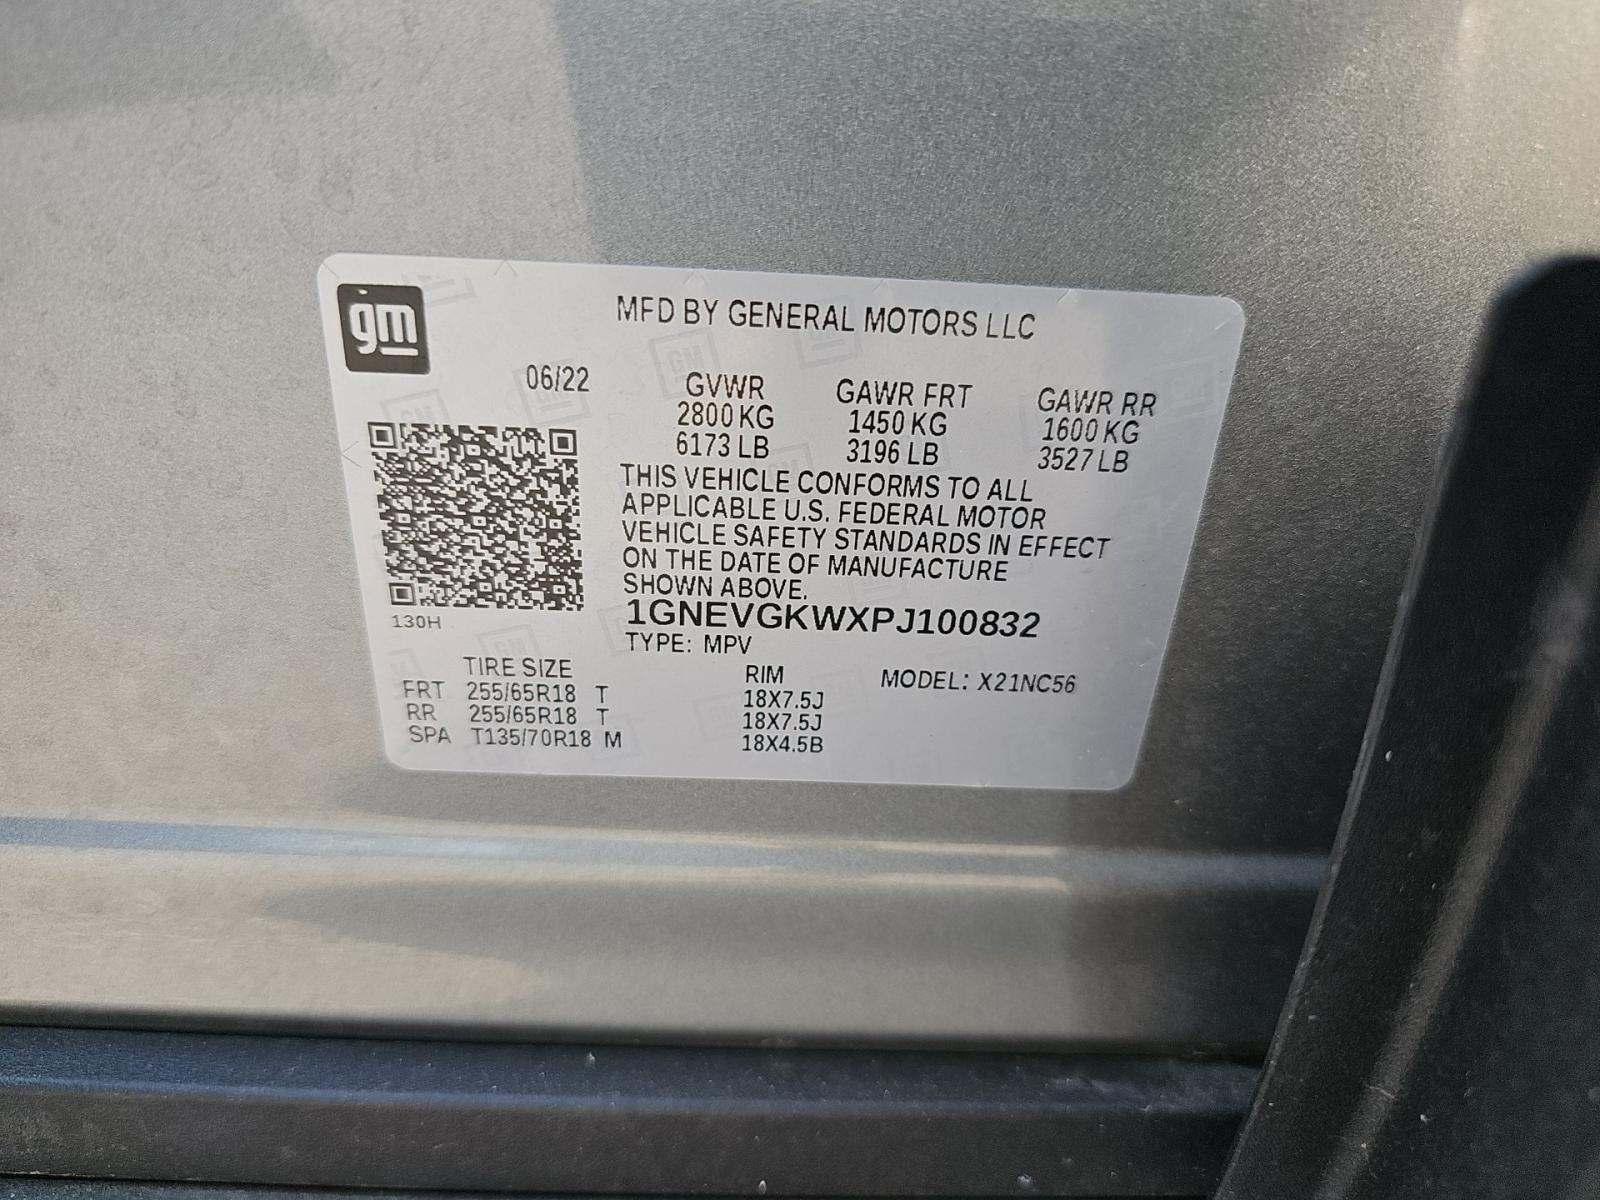 gm
MFD BY GENERAL MOTORS LLC
06/22
GVWR GAWR FRT GAWR RR
2800 KG 1450 KG 1600 KG
6173 LB 3196 LB 3527 LB
THIS VEHICLE CONFORMS TO ALL
APPLICABLE U.S. FEDERAL MOTOR
VEHICLE SAFETY STANDARDS IN EFFECT
ON THE DATE OF MANUFACTURE
SHOWN ABOVE.
1GNEVGKWXPJ100832
130H
TYPE: MPV
TIRE SIZE RIM MODEL: X21NC56
FRT 255/65R18 T 18X7.5J
RR 255/65R18 T 18X7.5J
SPA T135/70R18 M 18X4.5B